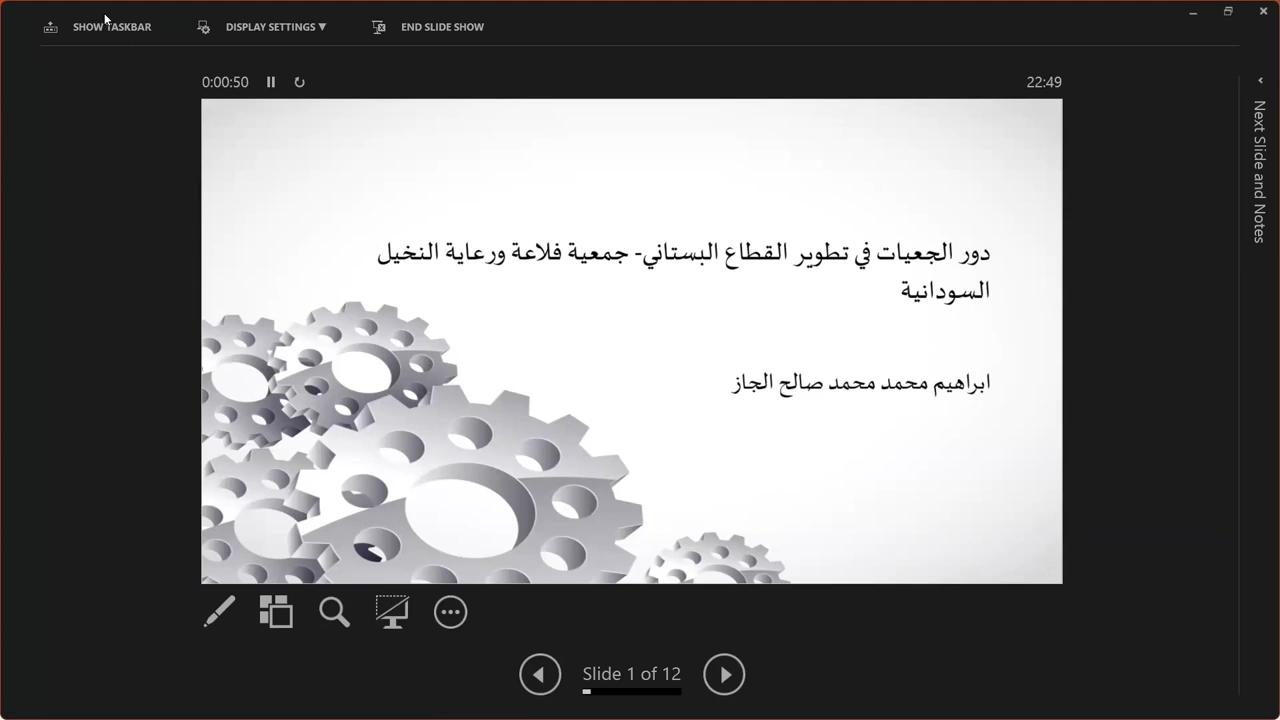 SHOW TASKBAR
DISPLAY SETTINGS ▼
END SLIDE SHOW
0:00:50
22:49
Next Slide and Notes
دور الجعيات في تطوير القطاع البستاني- جمعية فلاعة ورعاية النخيل
السودانية
ابراهيم محمد محمد صالح الجاز
Slide 1 of 12